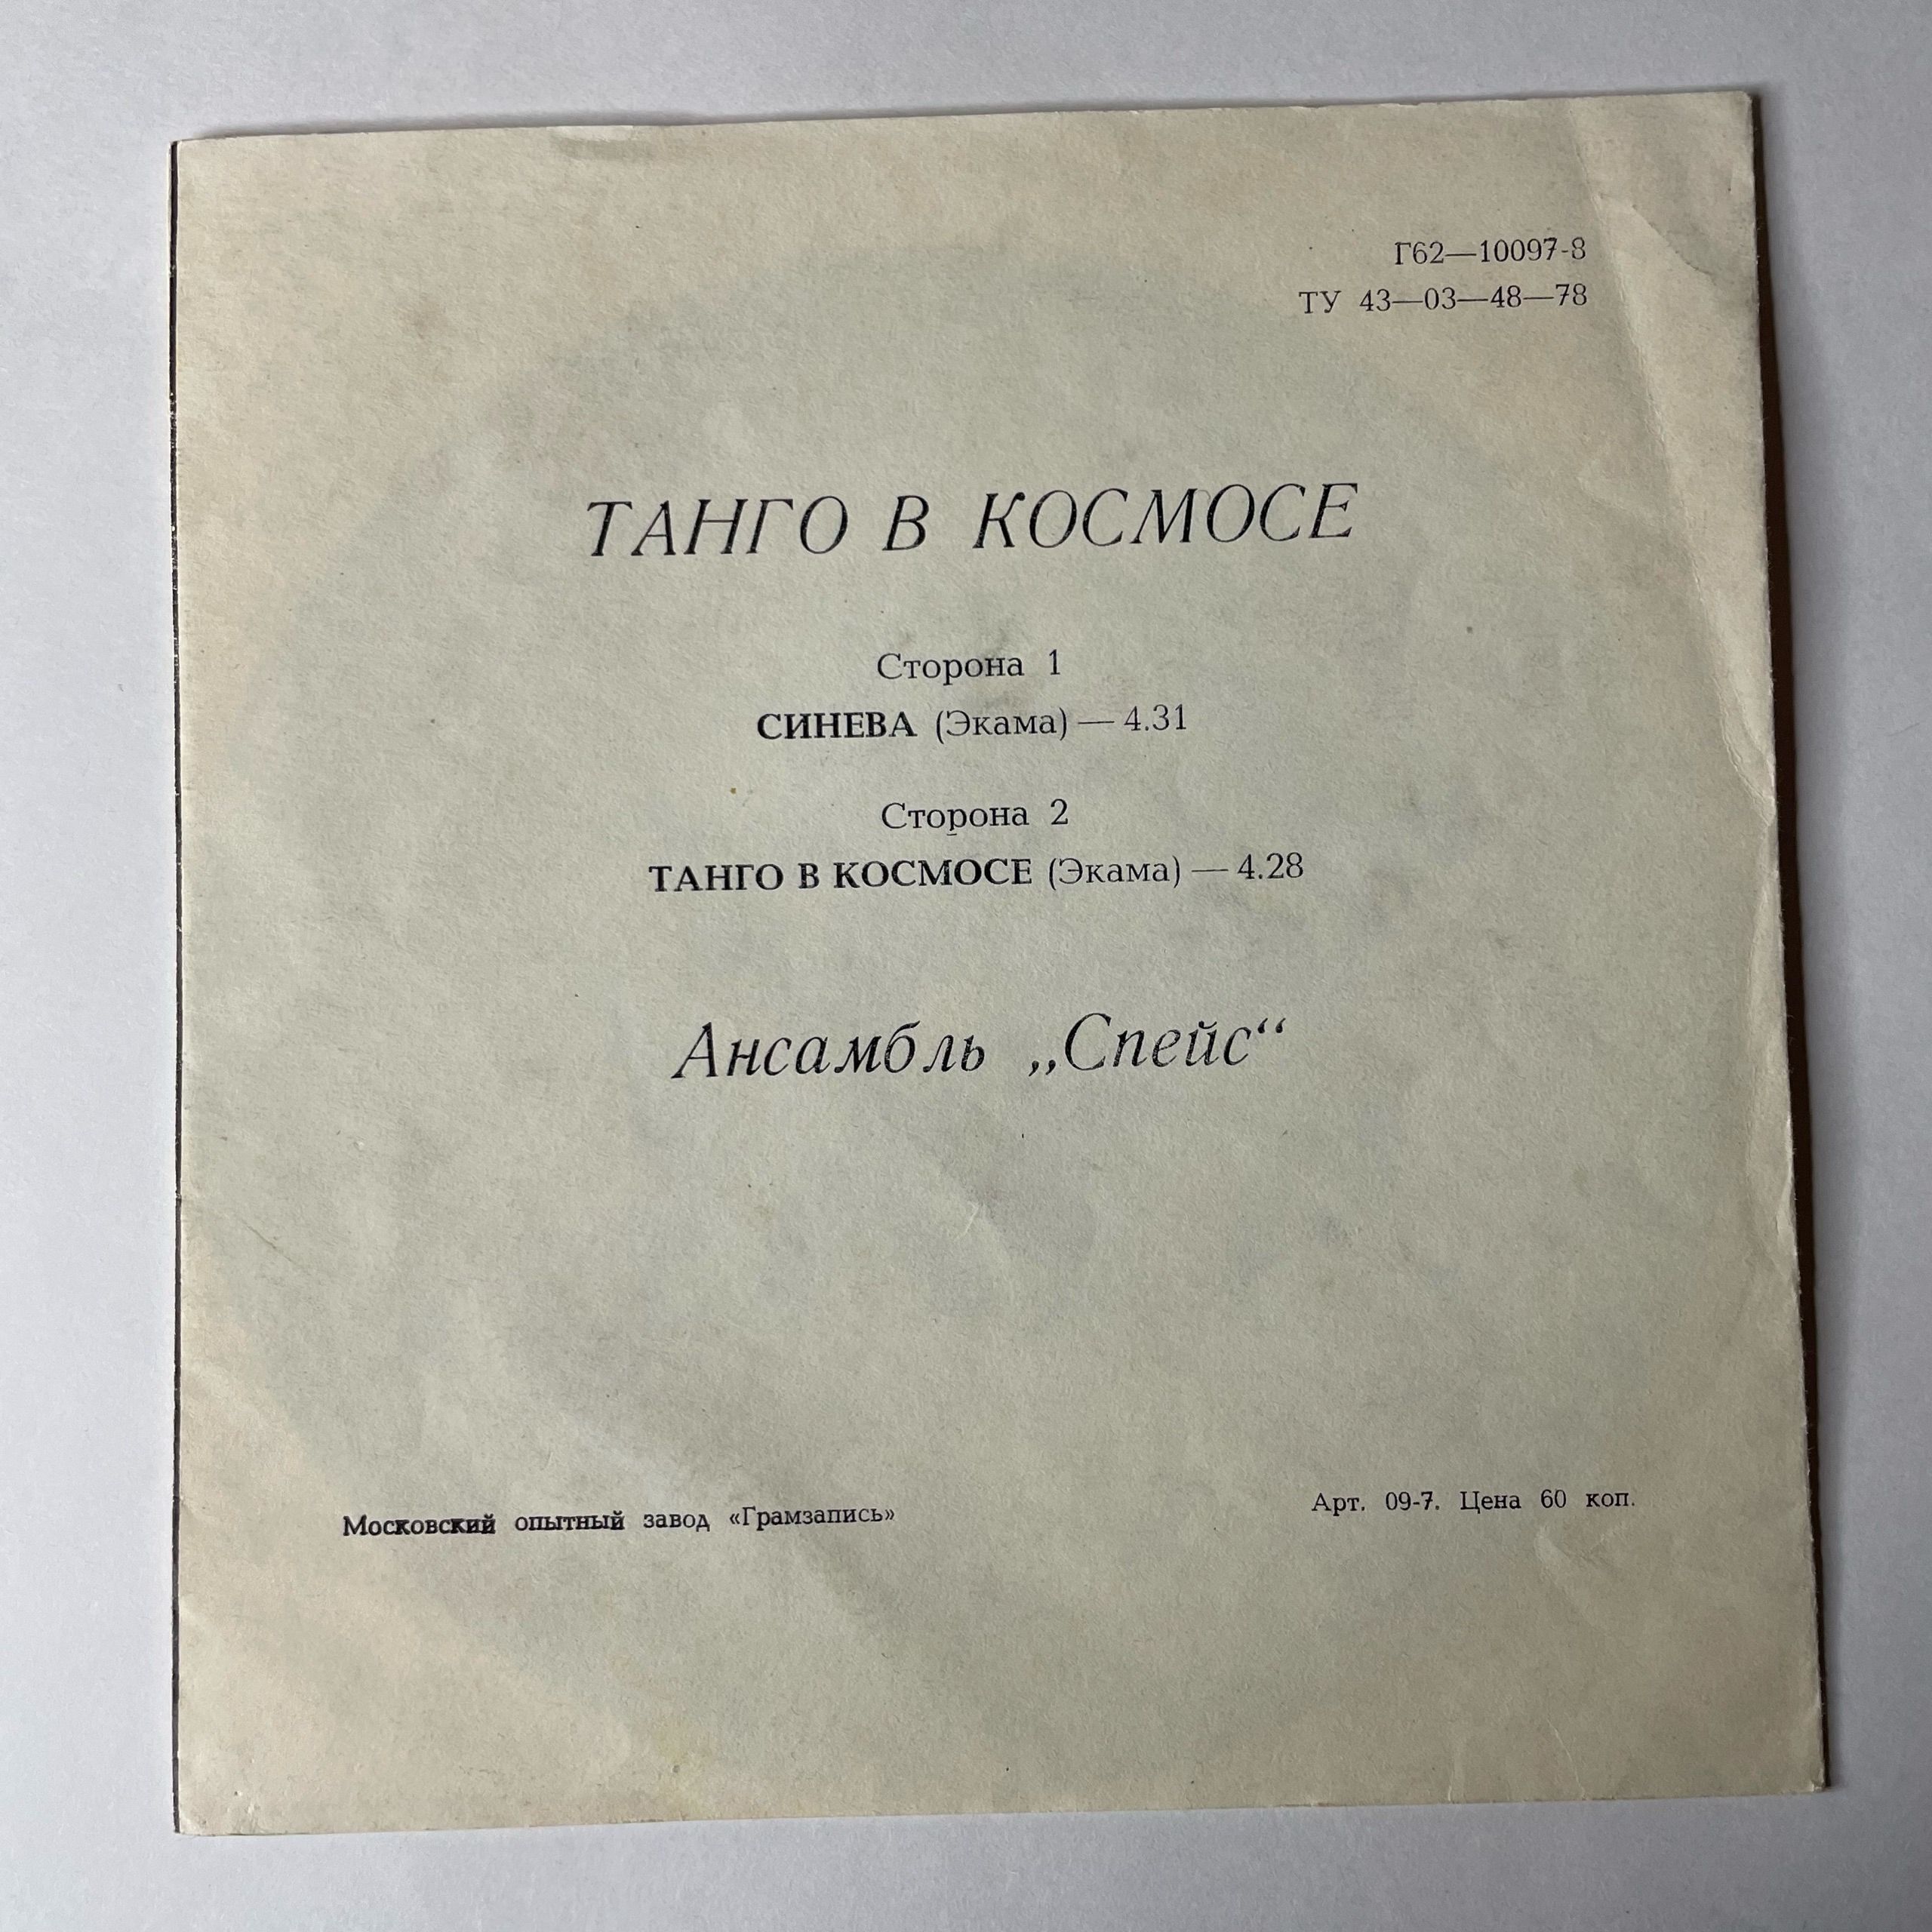 Г62—10097-8
ТУ 43—03—48—78
ТАНГО В КОСМОСЕ
Сторона 1
СИНЕВА (Экама) — 4.31
Сторона 2
ТАНГО В КОСМОСЕ (Экама) — 4.28
Ансамбль „Спейс“
Московский опытный завод «Грамзапись»
Арт. 09-7. Цена 60 коп.